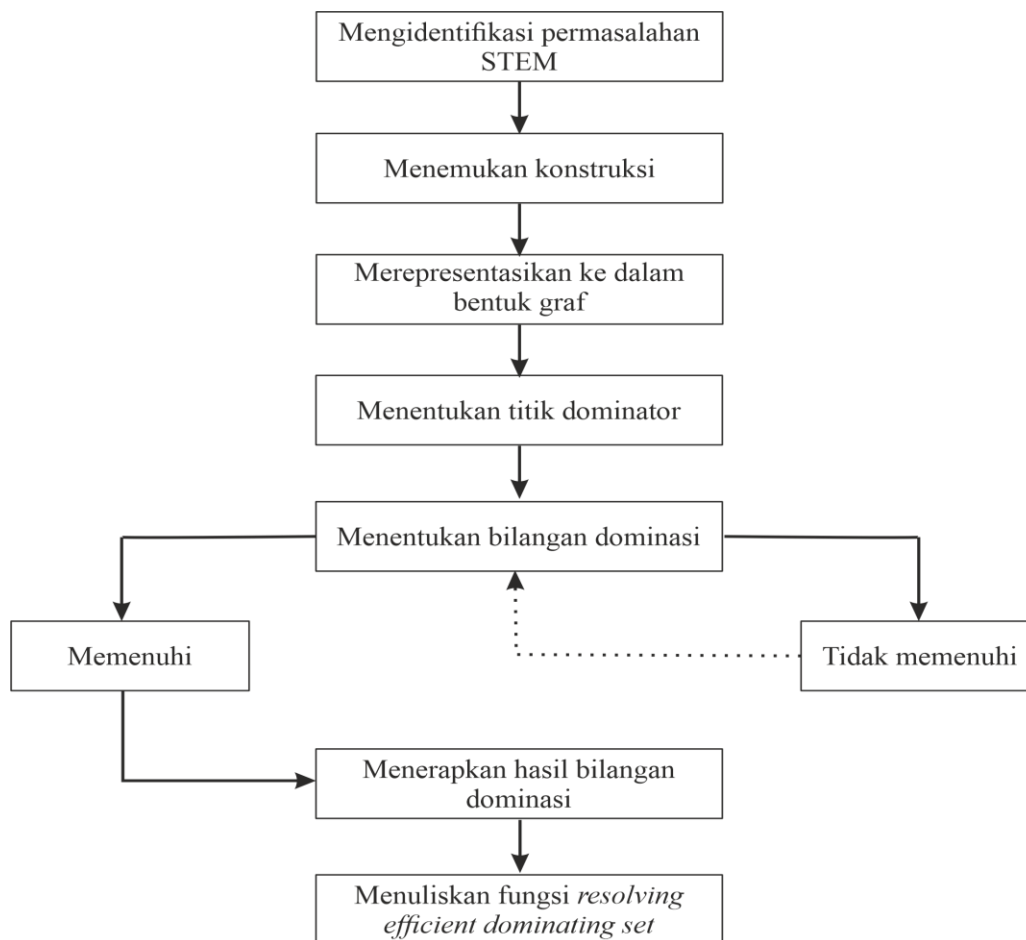 Mengidentifikasi permasalahan
STEM
Menemukan konstruksi
Merepresentasikan ke dalam
bentuk graf
Menentukan titik dominator
Menentukan bilangan dominasi
Memenuhi
Tidak memenuhi
Menerapkan hasil bilangan
dominasi
Menuliskan fungsi resolving
efficient dominating set